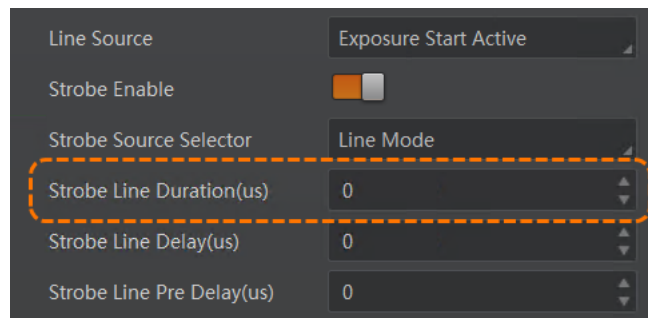 Line Source Exposure Start Active
Strobe Enable
Strobe Source Selector Line Mode
Strobe Line Duration(us) 0
Strobe Line Delay(us) 0
Strobe Line Pre Delay(us) 0